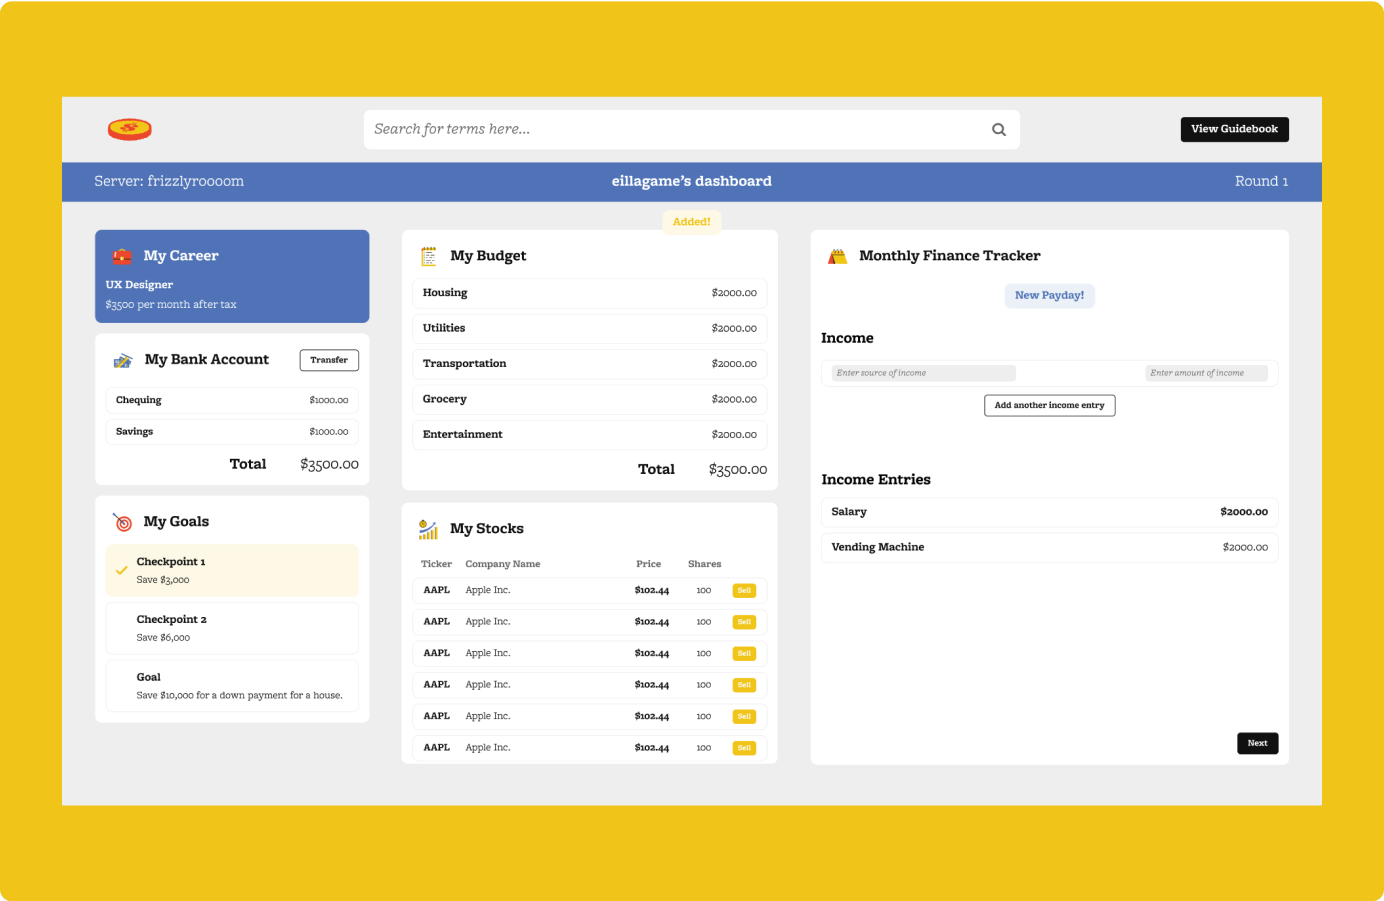 Search for terms here...
View Guidebook
Server: frizzlyroooom
eillagame's dashboard
Round 1
Added!
My Career
UX Designer
$3500 per month after tax
My Bank Account
Transfer
Chequing $1000.00
Savings $1000.00
Total $3500.00
My Goals
Checkpoint 1
Save $3,000
Checkpoint 2
Save $6,000
Goal
Save $10,000 for a down payment for a house.
My Budget
Housing $2000.00
Utilities $2000.00
Transportation $2000.00
Grocery $2000.00
Entertainment $2000.00
Total $3500.00
My Stocks
Ticker Company Name Price Shares
AAPL Apple Inc. $102.44 100 Sell
AAPL Apple Inc. $102.44 100 Sell
AAPL Apple Inc. $102.44 100 Sell
AAPL Apple Inc. $102.44 100 Sell
AAPL Apple Inc. $102.44 100 Sell
AAPL Apple Inc. $102.44 100 Sell
Monthly Finance Tracker
New Payday!
Income
Enter source of income Enter amount of income
Add another income entry
Income Entries
Salary $2000.00
Vending Machine $2000.00
Next